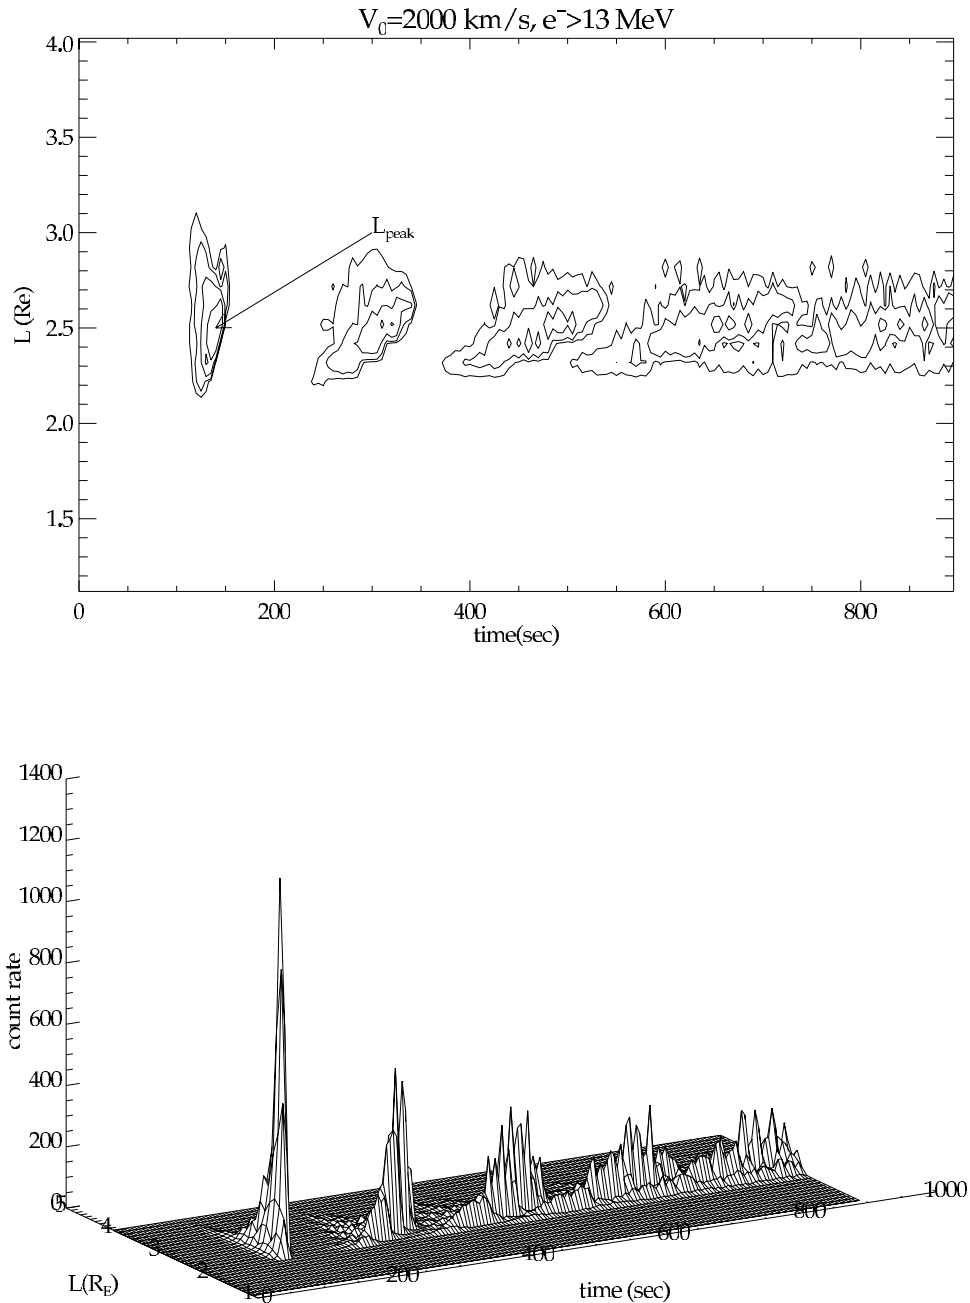 V₀=2000 km/s, e⁻>13 MeV
4.0
3.5
3.0
2.5
2.0
1.5
L (Re)
L_peak
0 200 400 600 800
time(sec)
1400
1200
1000
800
600
400
200
0
count rate
5 4 3 2 1
L(R_E)
0 200 400 600 800 1000
time (sec)